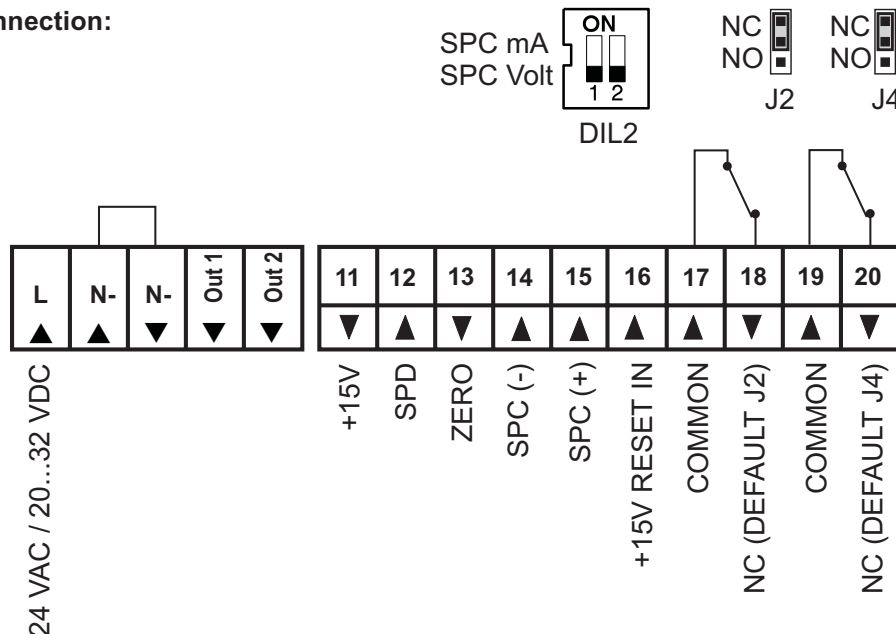 nnection:
SPC mA
SPC Volt
ON
1 2
DIL2
NC
NO
J2
NC
NO
J4
L
N-
N-
Out 1
Out 2
11
12
13
14
15
16
17
18
19
20
24 VAC / 20...32 VDC
+15V
SPD
ZERO
SPC (-)
SPC (+)
+15V RESET IN
COMMON
NC (DEFAULT J2)
COMMON
NC (DEFAULT J4)